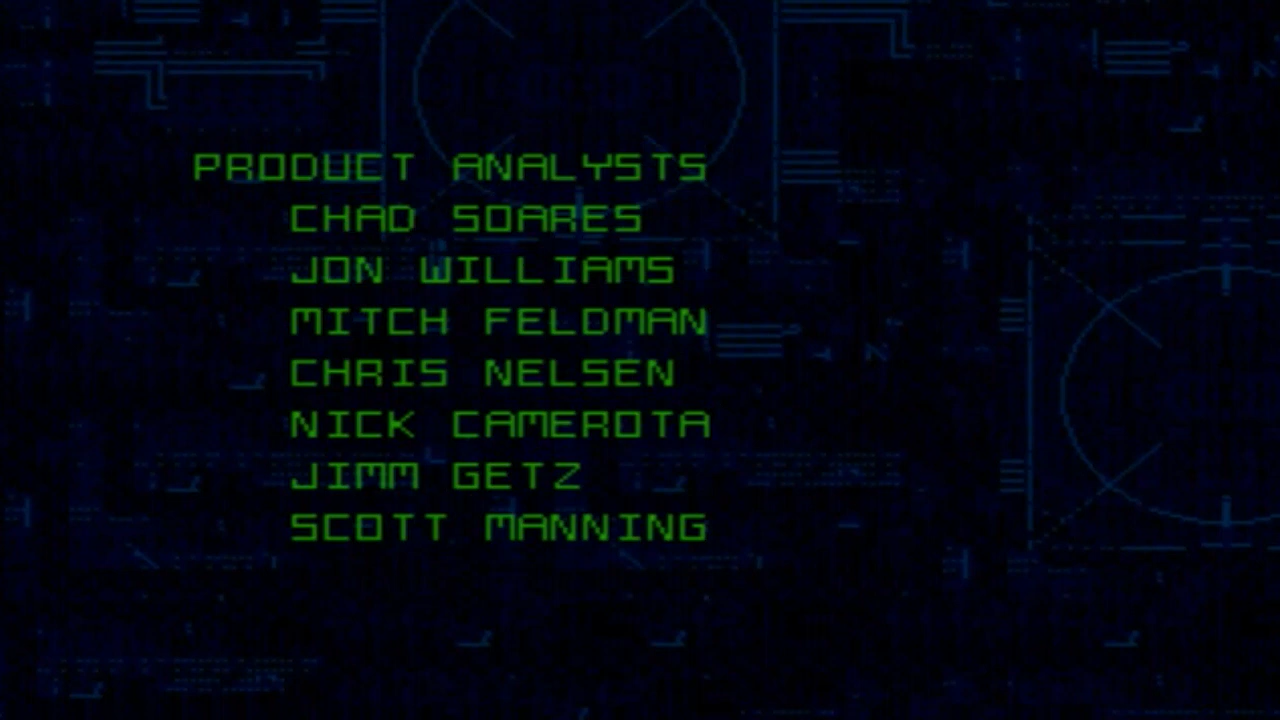 PRODUCT ANALYSTS
CHAD SOARES
JON WILLIAMS
MITCH FELDMAN
CHRIS NELSEN
NICK CAMEROTA
JIMM GETZ
SCOTT MANNING